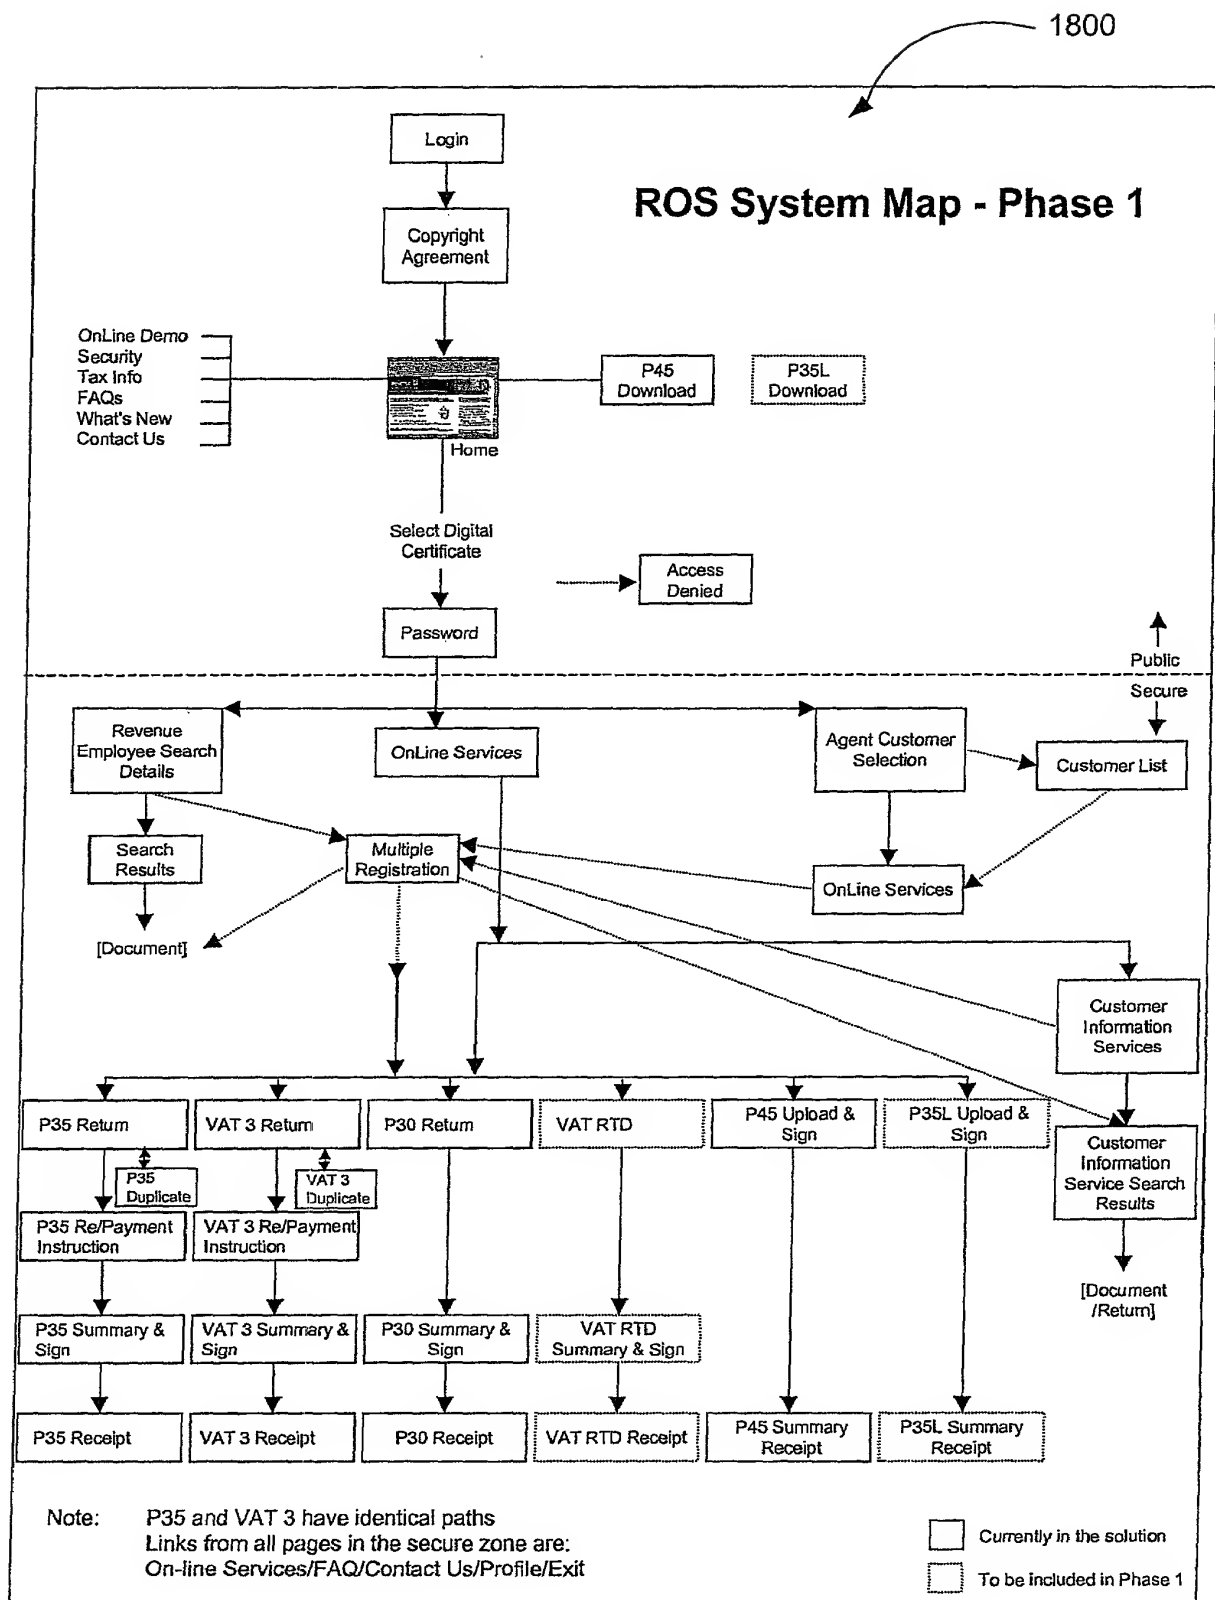 1800
ROS System Map - Phase 1
Login
Copyright
Agreement
OnLine Demo
Security
Tax Info
FAQs
What's New
Contact Us
Home
P45
Download
P35L
Download
Select Digital
Certificate
Access
Denied
Password
Public
Secure
Revenue
Employee Search
Details
OnLine Services
Agent Customer
Selection
Customer List
Search
Results
Multiple
Registration
OnLine Services
[Document]
Customer
Information
Services
P35 Return
VAT 3 Return
P30 Return
VAT RTD
P45 Upload &
Sign
P35L Upload &
Sign
P35
Duplicate
VAT 3
Duplicate
Customer
Information
Service Search
Results
P35 Re/Payment
Instruction
VAT 3 Re/Payment
Instruction
[Document
/Return]
P35 Summary &
Sign
VAT 3 Summary &
Sign
P30 Summary &
Sign
VAT RTD
Summary & Sign
P35 Receipt
VAT 3 Receipt
P30 Receipt
VAT RTD Receipt
P45 Summary
Receipt
P35L Summary
Receipt
Note: P35 and VAT 3 have identical paths
Links from all pages in the secure zone are:
On-line Services/FAQ/Contact Us/Profile/Exit
Currently in the solution
To be included in Phase 1